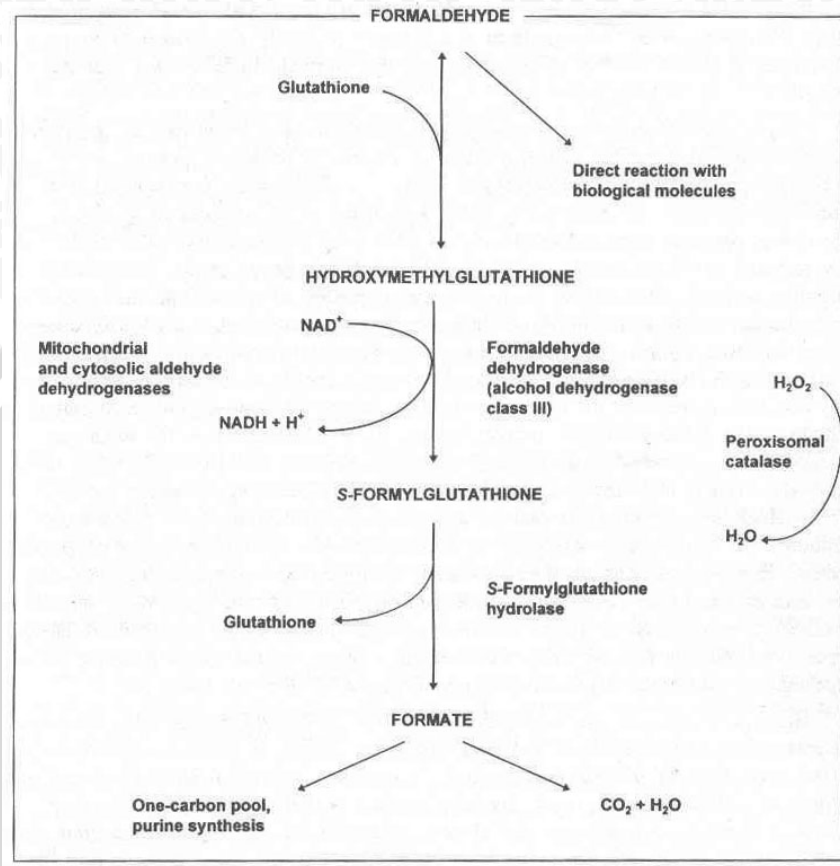 FORMALDEHYDE
Glutathione
Direct reaction with
biological molecules
HYDROXYMETHYLGLUTATHIONE
NAD⁺
Mitochondrial
and cytosolic aldehyde
dehydrogenases
Formaldehyde
dehydrogenase
(alcohol dehydrogenase
class III)
NADH + H⁺
H₂O₂
Peroxisomal
catalase
S-FORMYLGLUTATHIONE
H₂O
S-Formylglutathione
hydrolase
Glutathione
FORMATE
One-carbon pool,
purine synthesis
CO₂ + H₂O